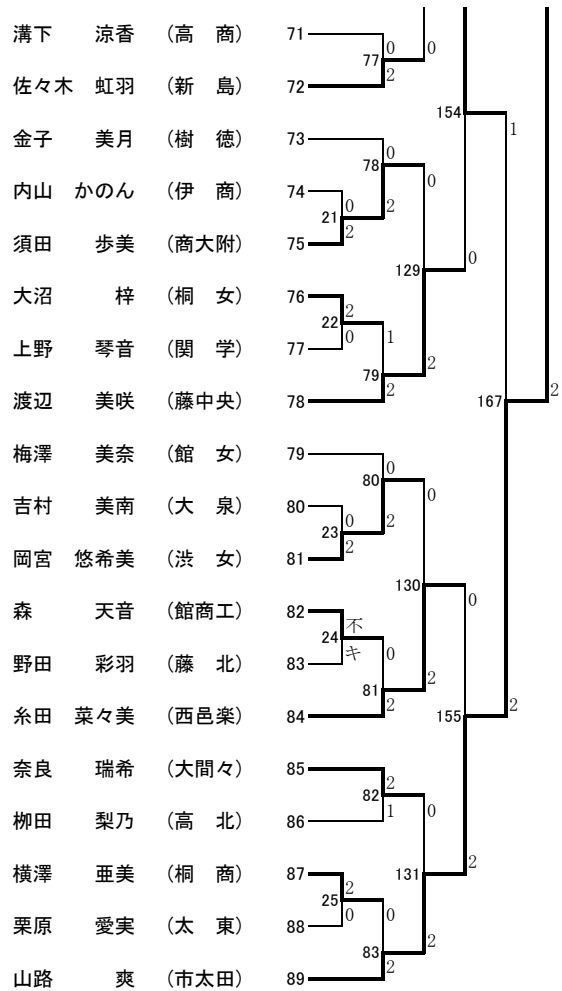 溝下　涼香　（高　商）　71
0　0
77
2
佐々木　虹羽　（新　島）　72
154
1
金子　美月　（樹　徳）　73
0
78
0
内山　かのん　（伊　商）　74
0　2
21
2
須田　歩美　（商大附）　75
0
129
大沼　梓　（桐　女）　76
2
22
0　1
上野　琴音　（関　学）　77
2
79
2
渡辺　美咲　（藤中央）　78
2
167
梅澤　美奈　（館　女）　79
0
80
0
吉村　美南　（大　泉）　80
0　2
23
2
岡宮　悠希美　（渋　女）　81
130
0
森　天音　（館商工）　82
不
24
キ　0
野田　彩羽　（藤　北）　83
2
81
2
糸田　菜々美　（西邑楽）　84
2
155
奈良　瑞希　（大間々）　85
2
82
1　0
栁田　梨乃　（高　北）　86
2
131
横澤　亜美　（桐　商）　87
2
25
0　0
栗原　愛実　（太　東）　88
2
83
2
山路　爽　（市太田）　89